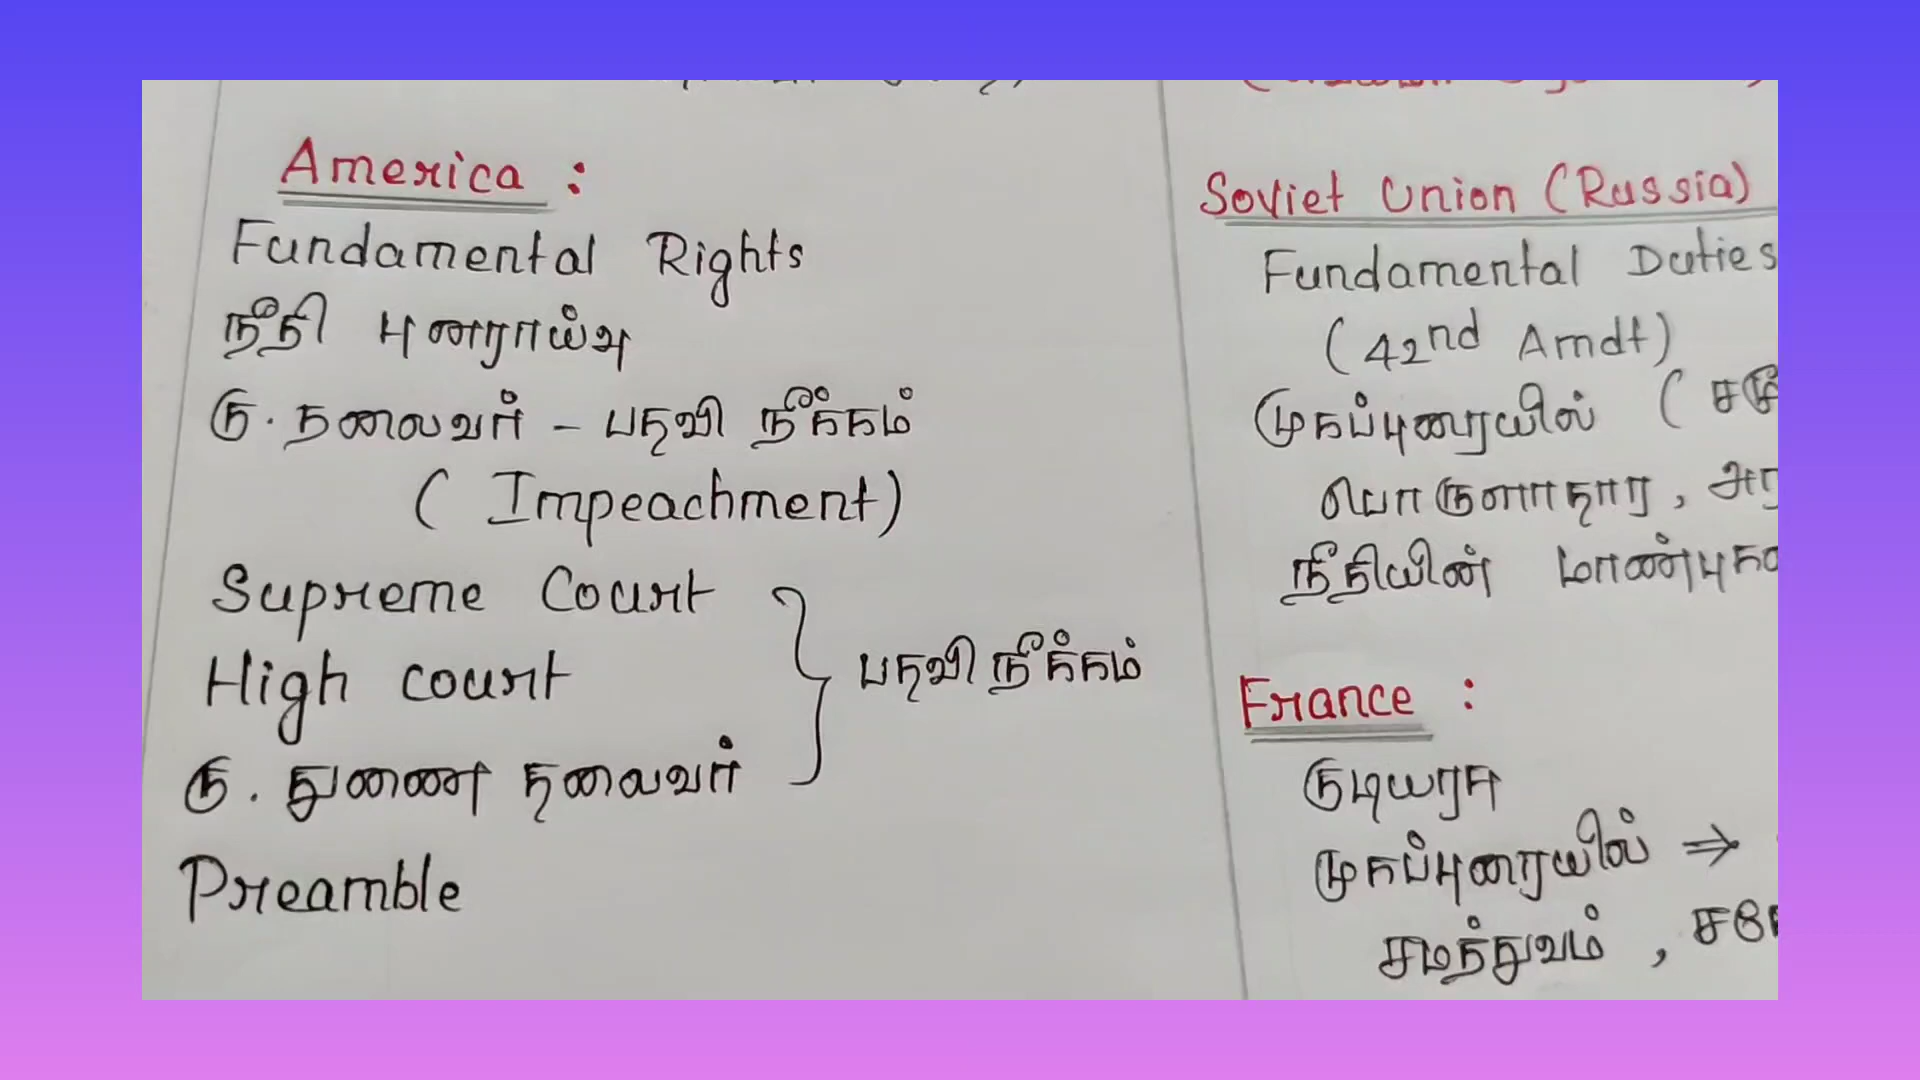 America :
Fundamental Rights
நீதி புனராய்வு
கு. தலைவர் – பதவி நீக்கம்
( Impeachment)
Supreme Court
High court
கு. துணை தலைவர்
பதவி நீக்கம்
Preamble
Soviet Union (Russia)
Fundamental Duties
(42nd Amdt)
முகப்புரையில் (
பொருளாதார ,
நீதியின்
France :
குடியரசு
முகப்புரையில் ⇒
சமத்துவம் ,